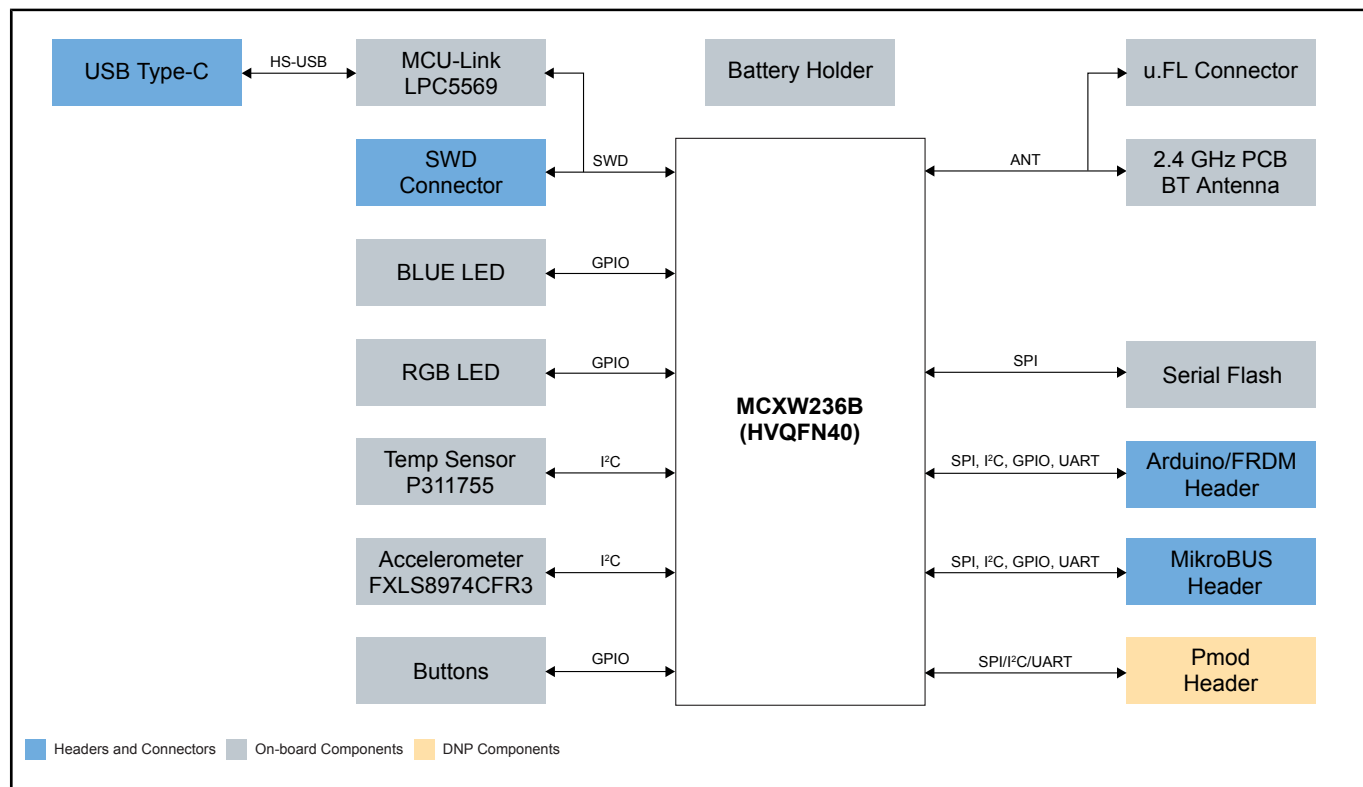 USB Type-C
HS-USB
MCU-Link
LPC5569
Battery Holder
u.FL Connector
SWD
Connector
SWD
ANT
2.4 GHz PCB
BT Antenna
BLUE LED
GPIO
RGB LED
GPIO
SPI
Serial Flash
MCXW236B
(HVQFN40)
Temp Sensor
P311755
I²C
SPI, I²C, GPIO, UART
Arduino/FRDM
Header
Accelerometer
FXLS8974CFR3
I²C
SPI, I²C, GPIO, UART
MikroBUS
Header
Buttons
GPIO
SPI/I²C/UART
Pmod
Header
Headers and Connectors
On-board Components
DNP Components